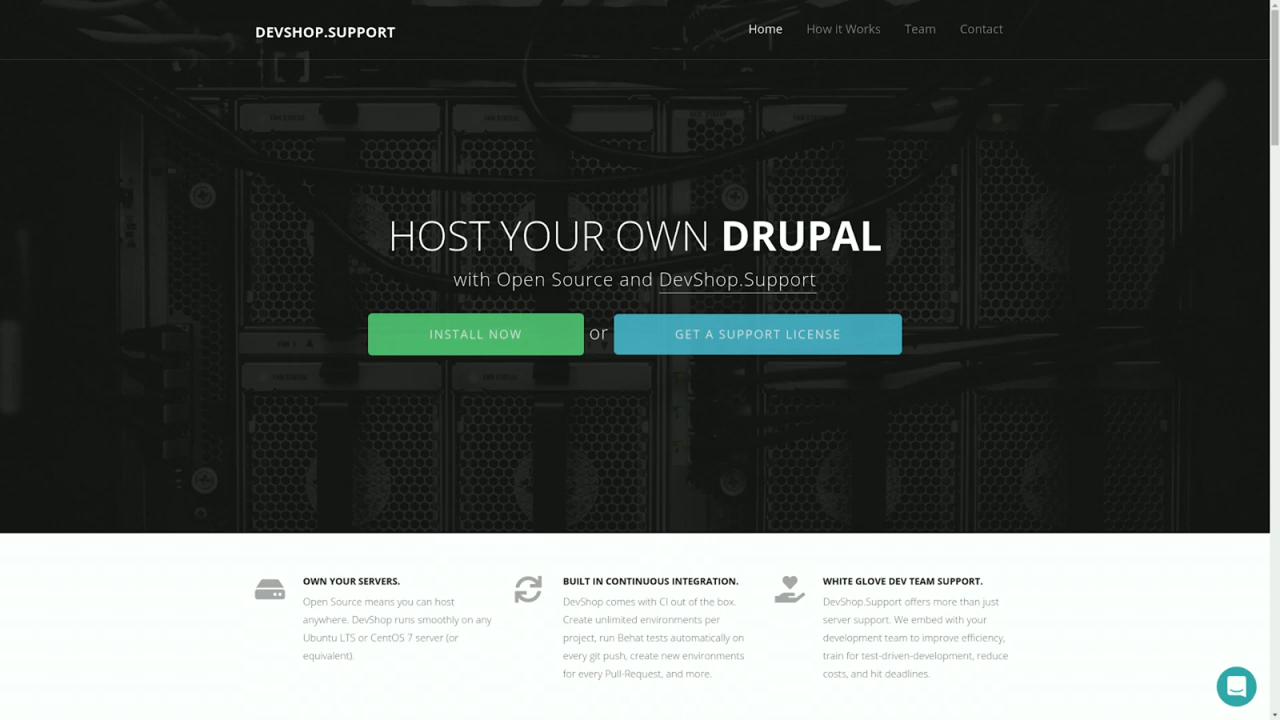 DEVSHOP.SUPPORT
Home How it Works Team Contact
HOST YOUR OWN DRUPAL
with Open Source and DevShop.Support
INSTALL NOW or GET A SUPPORT LICENSE
OWN YOUR SERVERS.
Open Source means you can host
anywhere. DevShop runs smoothly on any
Ubuntu LTS or CentOS 7 server (or
equivalent).
BUILT IN CONTINUOUS INTEGRATION.
DevShop comes with CI out of the box.
Create unlimited environments per
project, run Behat tests automatically on
every git push, create new environments
for every Pull-Request, and more.
WHITE GLOVE DEV TEAM SUPPORT.
DevShop.Support offers more than just
server support. We embed with your
development team to improve efficiency,
train for test-driven-development, reduce
costs, and hit deadlines.